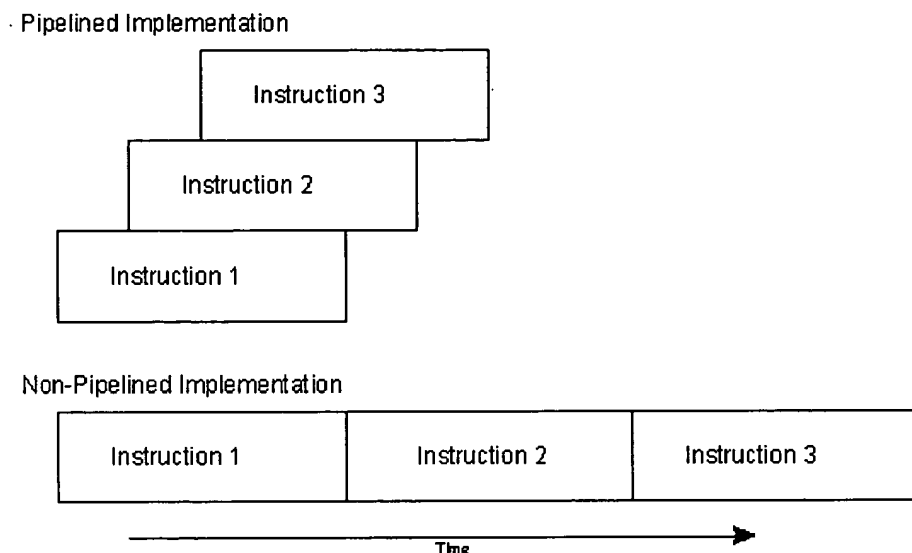 Pipelined Implementation
Instruction 3
Instruction 2
Instruction 1
Non-Pipelined Implementation
Instruction 1
Instruction 2
Instruction 3
Time